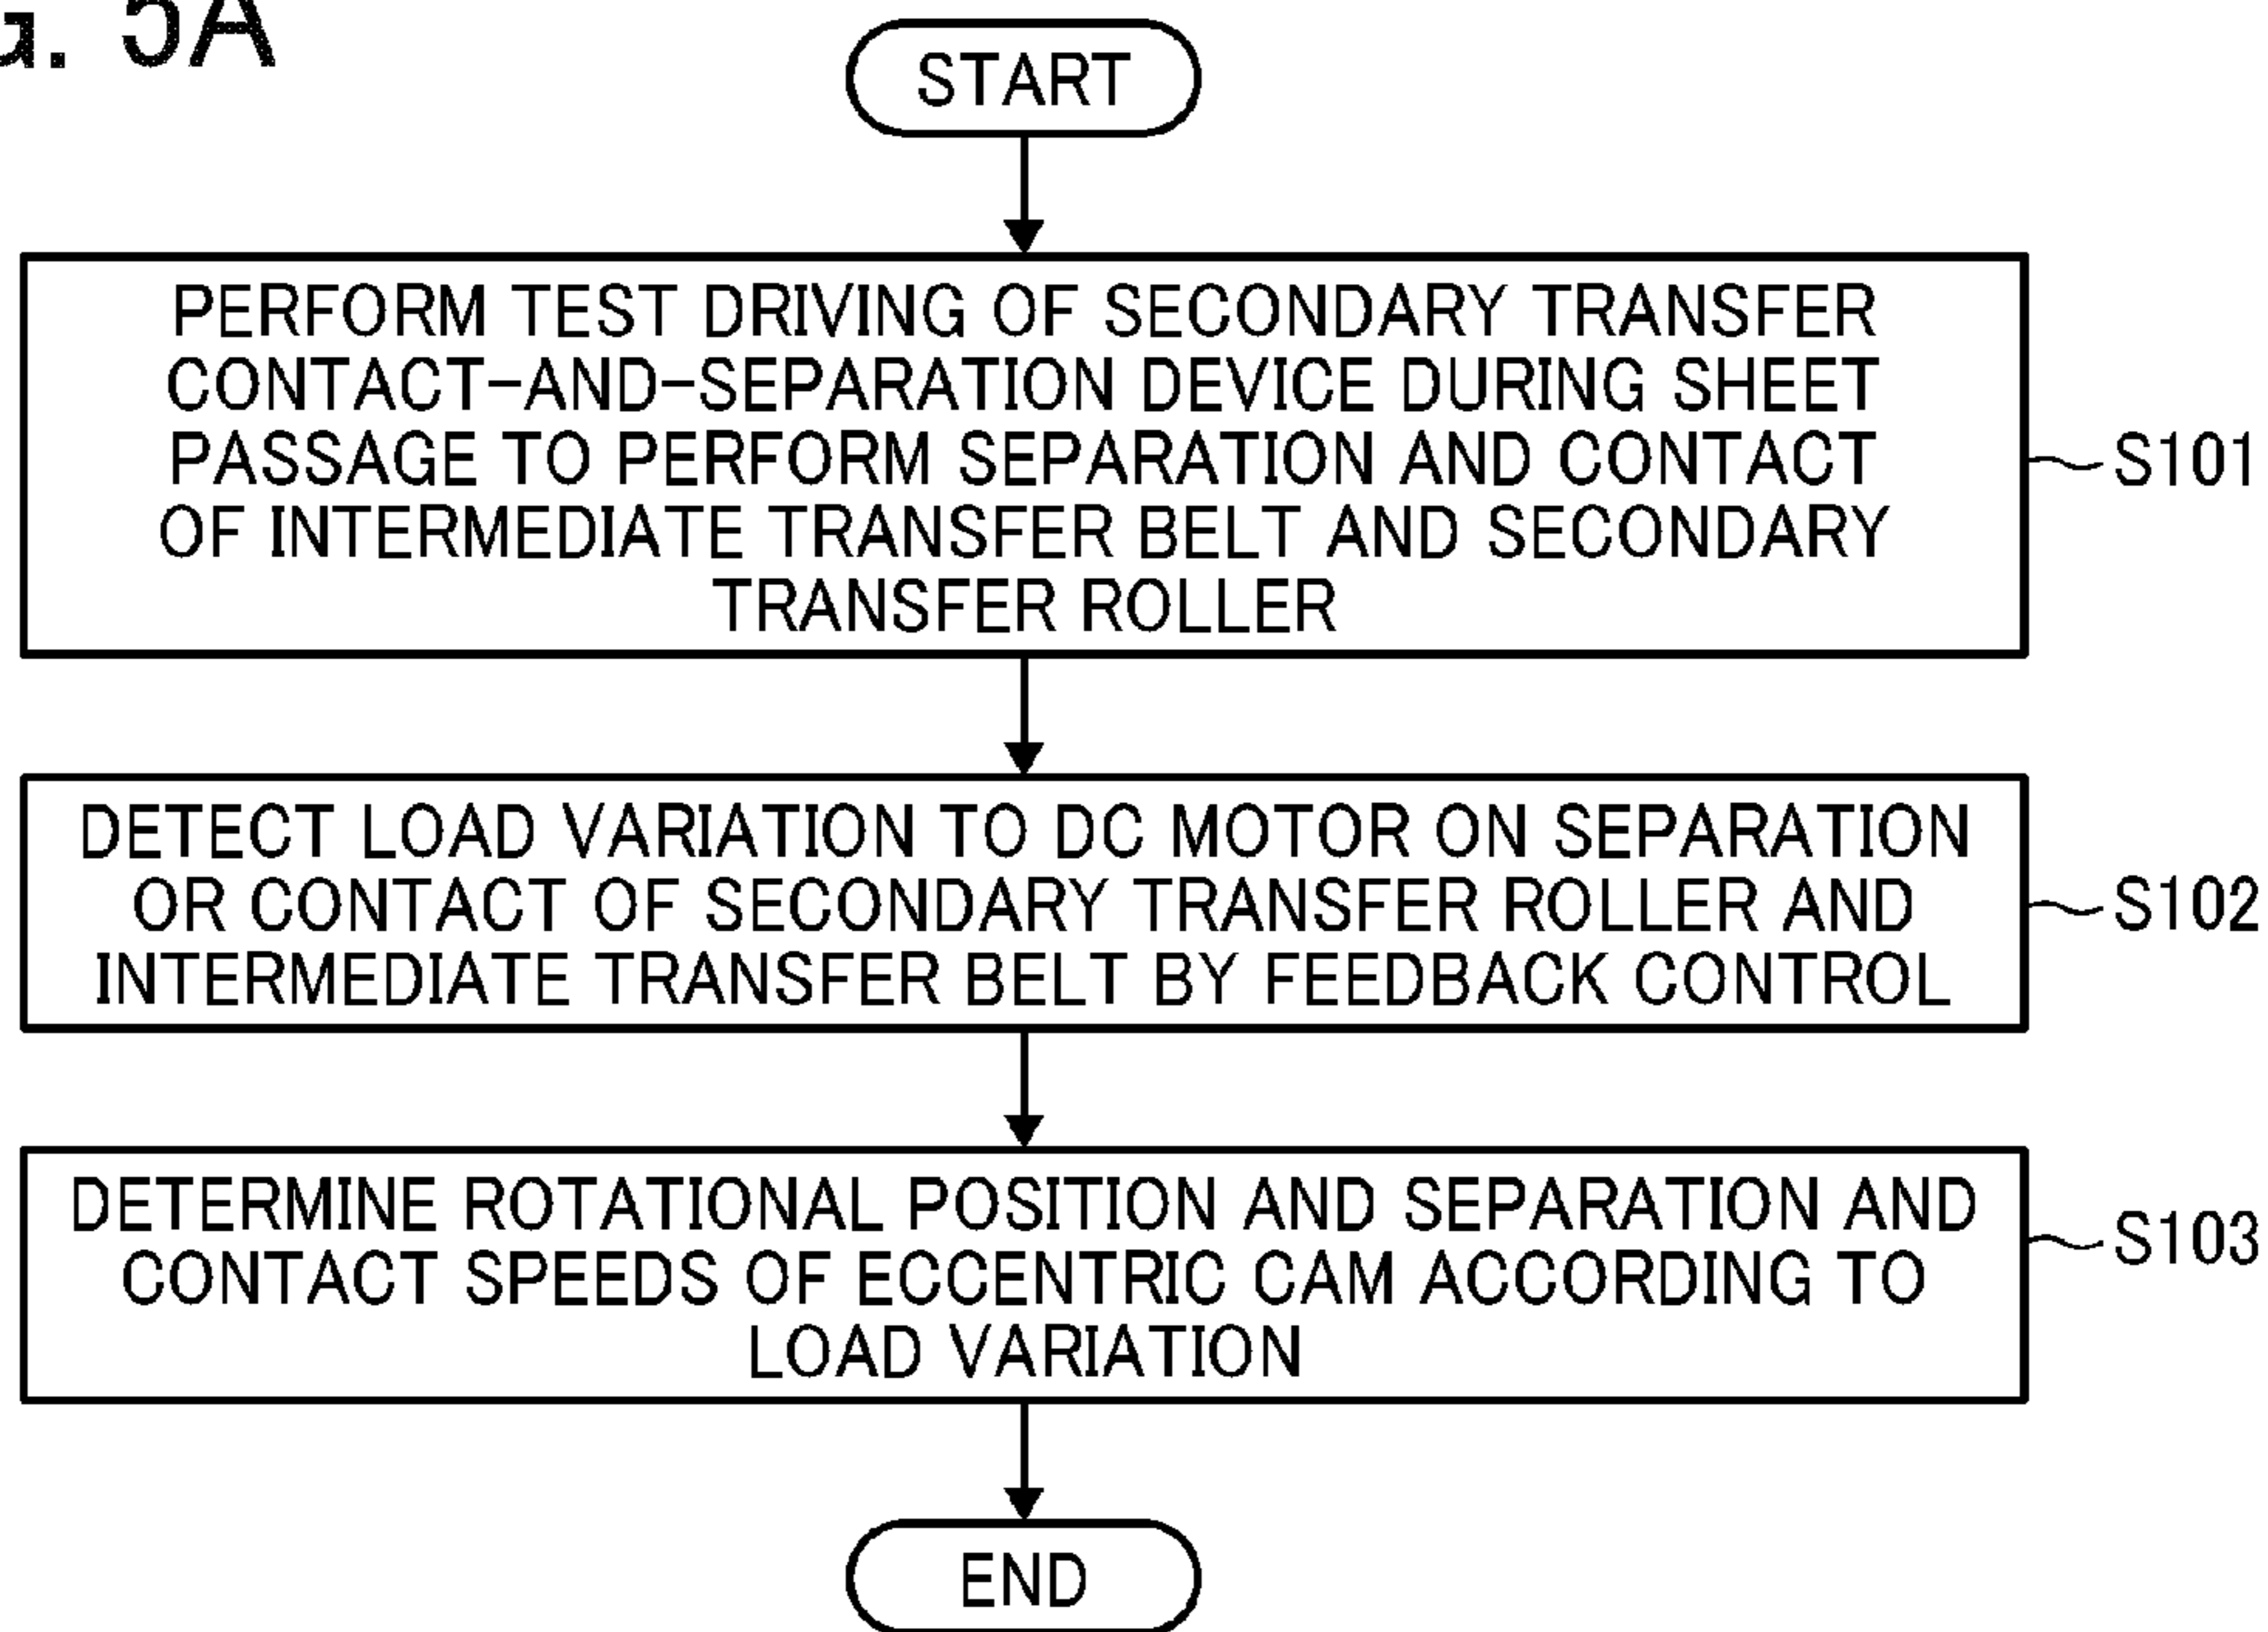 G. 5A
START
PERFORM TEST DRIVING OF SECONDARY TRANSFER
CONTACT-AND-SEPARATION DEVICE DURING SHEET
PASSAGE TO PERFORM SEPARATION AND CONTACT
OF INTERMEDIATE TRANSFER BELT AND SECONDARY
TRANSFER ROLLER
S101
DETECT LOAD VARIATION TO DC MOTOR ON SEPARATION
OR CONTACT OF SECONDARY TRANSFER ROLLER AND
INTERMEDIATE TRANSFER BELT BY FEEDBACK CONTROL
S102
DETERMINE ROTATIONAL POSITION AND SEPARATION AND
CONTACT SPEEDS OF ECCENTRIC CAM ACCORDING TO
LOAD VARIATION
S103
END